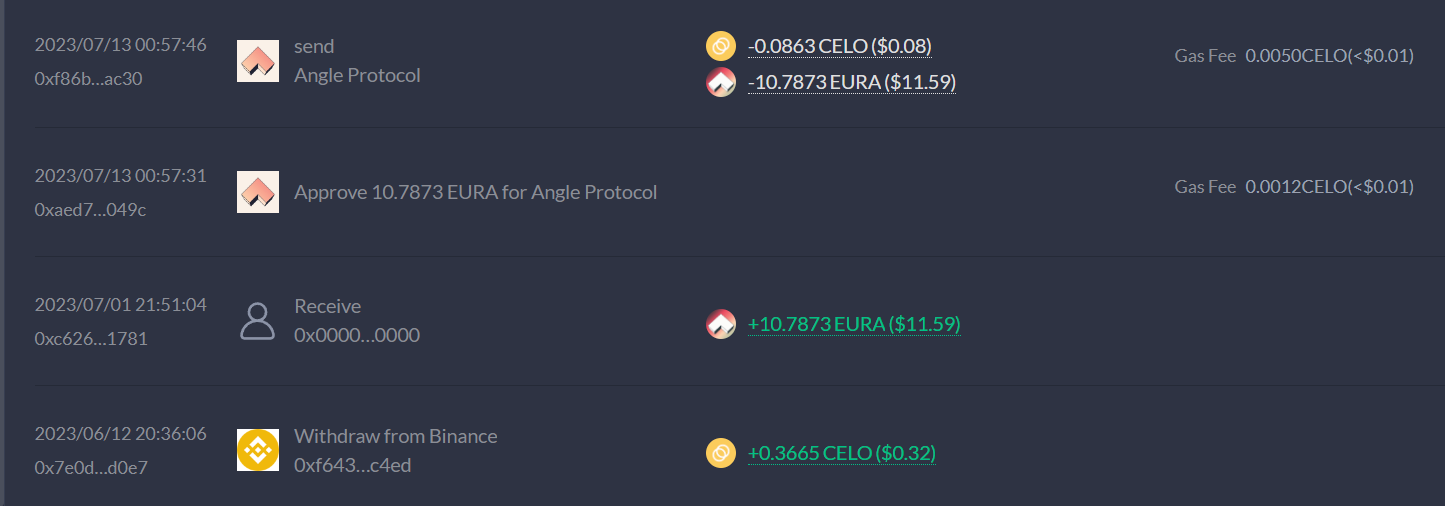 2023/07/13 00:57:46
0xf86b...ac30
send
Angle Protocol
-0.0863 CELO ($0.08)
-10.7873 EURA ($11.59)
Gas Fee 0.0050CELO(<$0.01)
2023/07/13 00:57:31
0xaed7...049c
Approve 10.7873 EURA for Angle Protocol
Gas Fee 0.0012CELO(<$0.01)
2023/07/01 21:51:04
0xc626...1781
Receive
0x0000...0000
+10.7873 EURA ($11.59)
2023/06/12 20:36:06
0x7e0d...d0e7
Withdraw from Binance
0xf643...c4ed
+0.3665 CELO ($0.32)